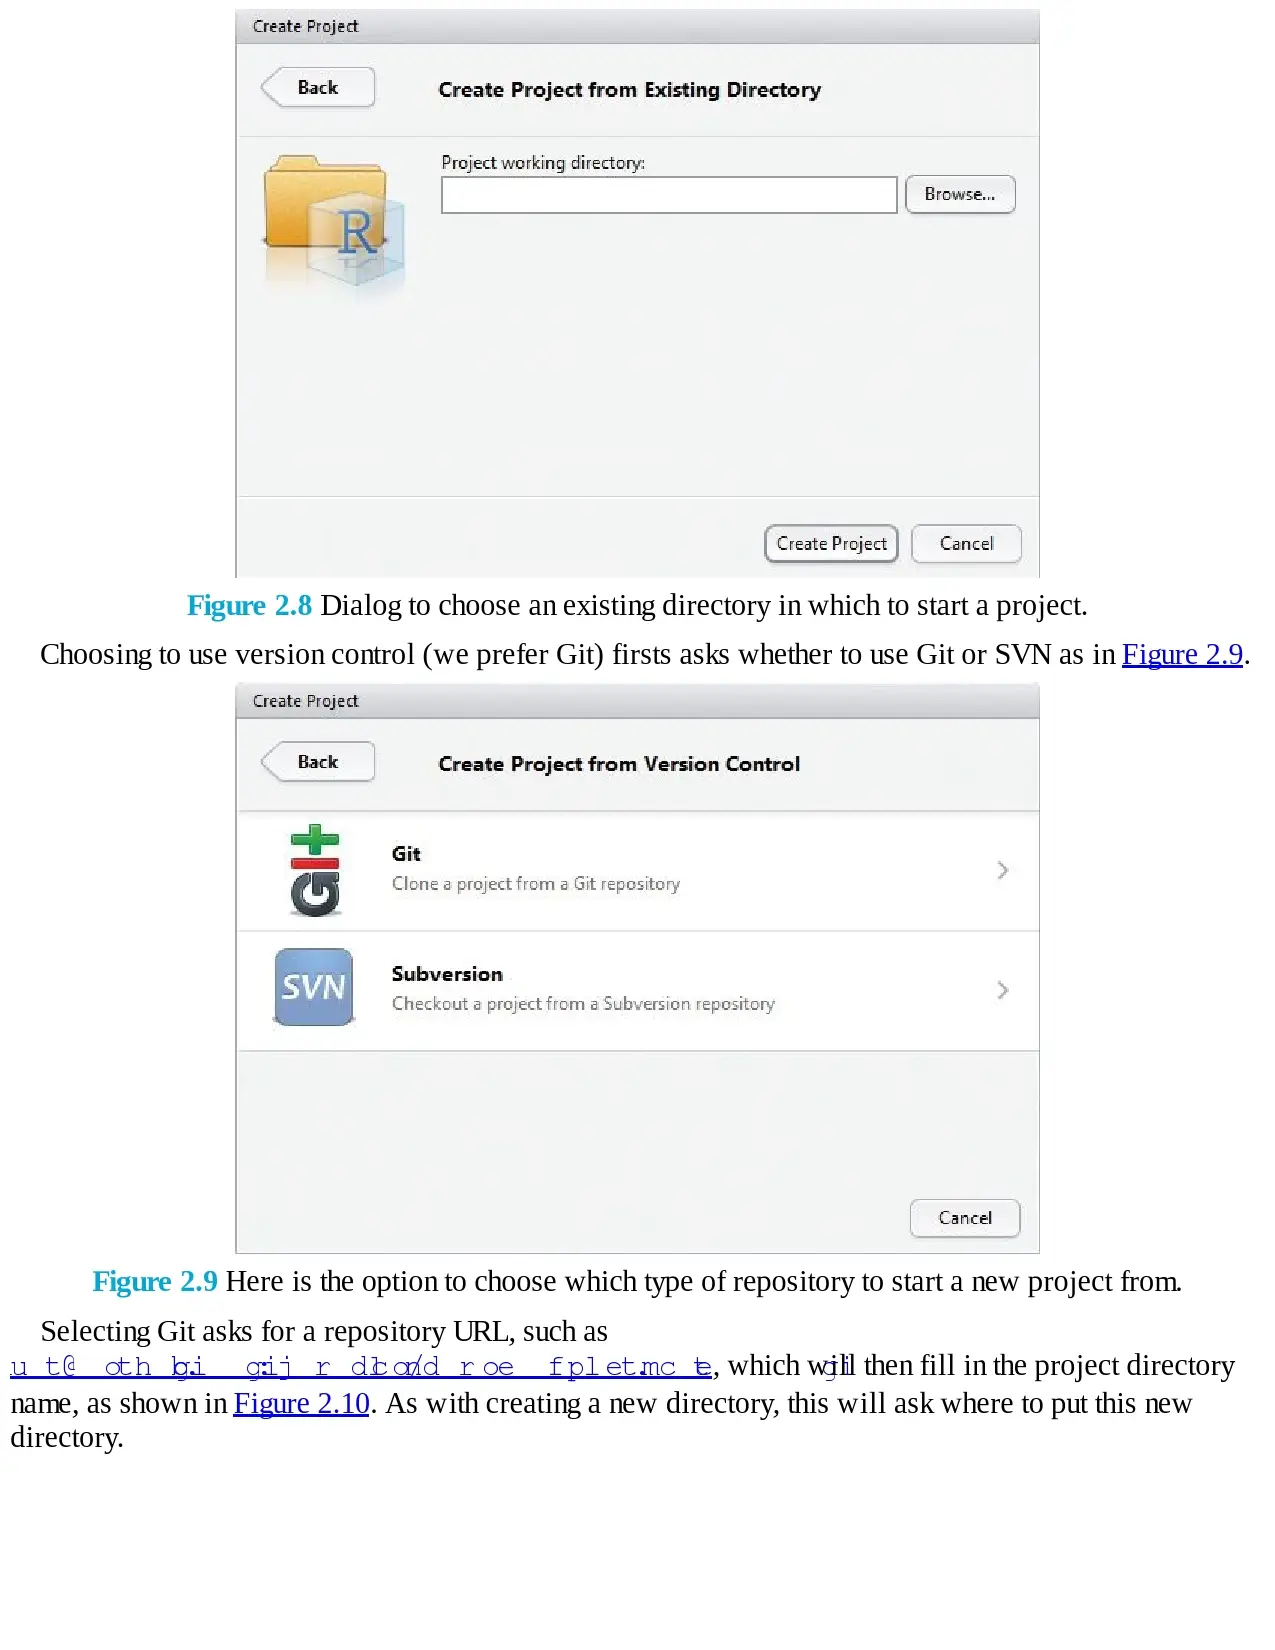 Create Project
Back
Create Project from Existing Directory
Project working directory:
Browse...
R
Create Project
Cancel
Figure 2.8 Dialog to choose an existing directory in which to start a project.
Choosing to use version control (we prefer Git) firsts asks whether to use Git or SVN as in Figure 2.9.
Create Project
Back
Create Project from Version Control
git
Git
Clone a project from a Git repository
SVN
Subversion
Checkout a project from a Subversion repository
Cancel
Figure 2.9 Here is the option to choose which type of repository to start a new project from.
Selecting Git asks for a repository URL, such as
, which will then fill in the project directory
name, as shown in Figure 2.10. As with creating a new directory, this will ask where to put this new
directory.